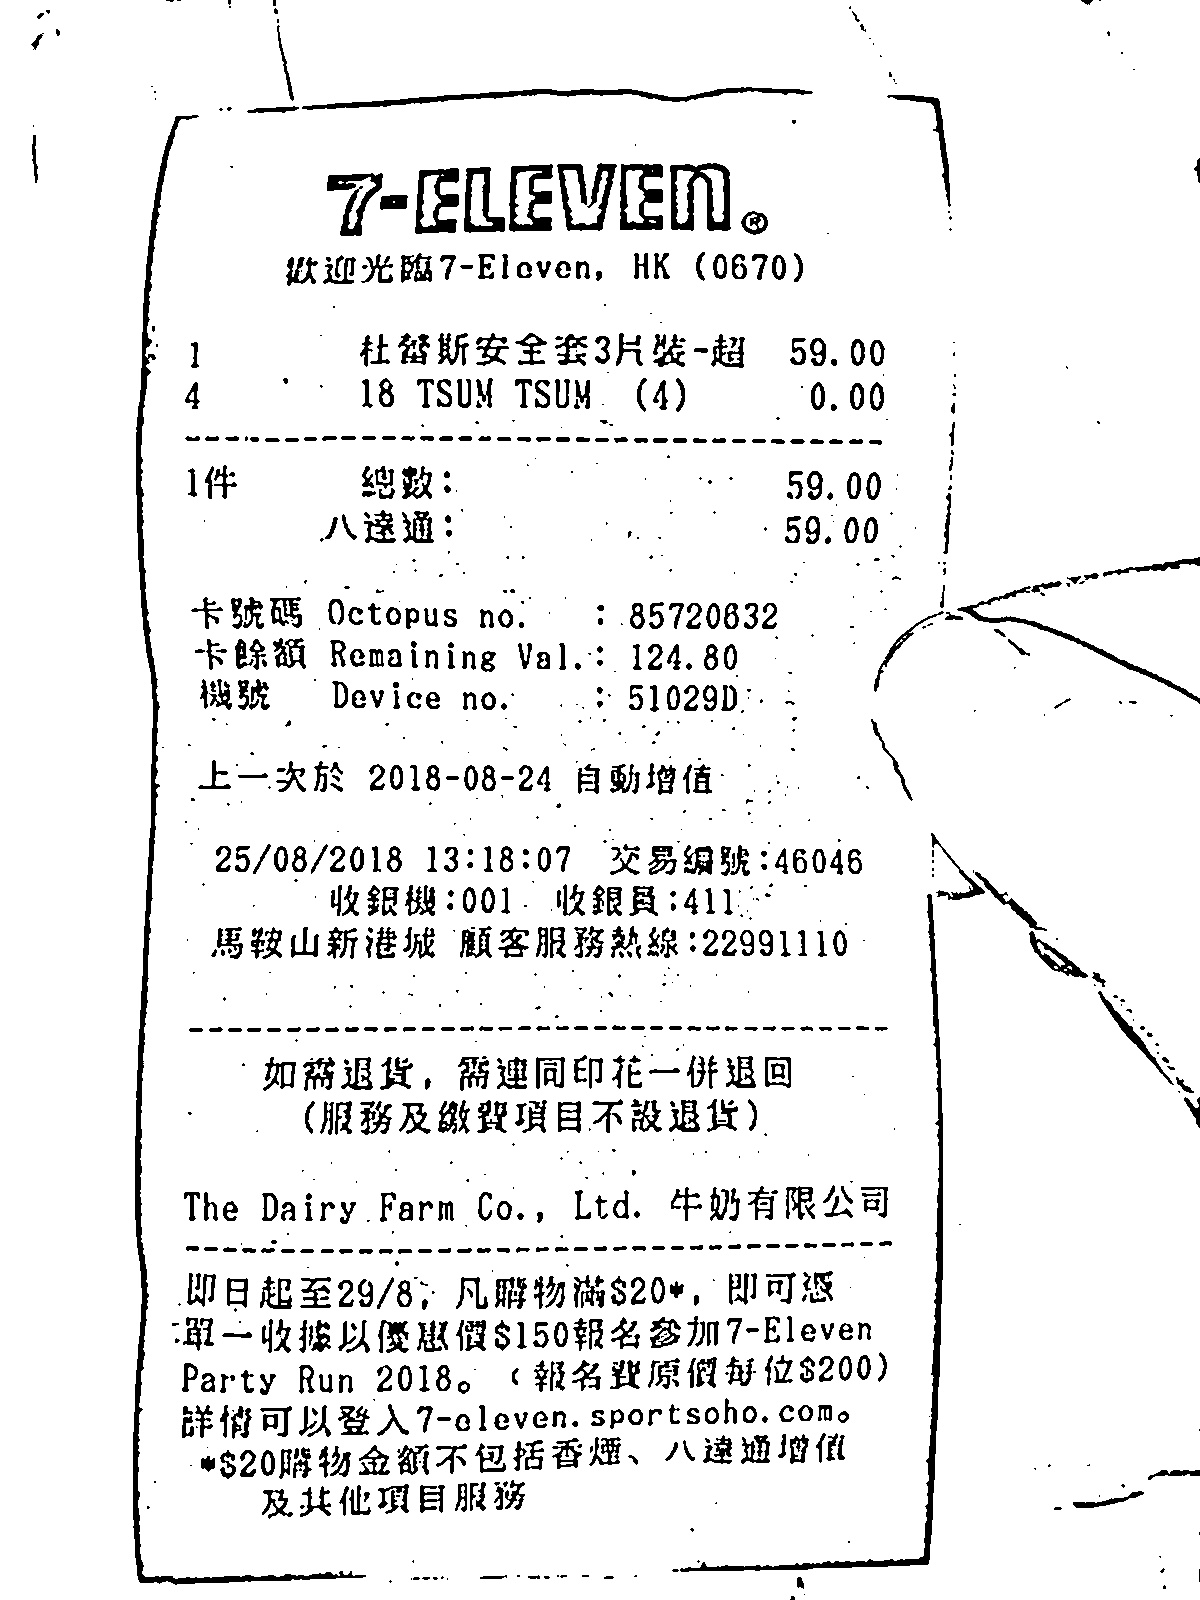 7-ELEVEN®
歡迎光臨7-Eleven, HK (0670)
1 杜蕾斯安全套3片裝-超 59.00
4 18 TSUM TSUM (4) 0.00
1件 總數: 59.00
八達通: 59.00
卡號碼 Octopus no. : 85720632
卡餘額 Remaining Val.: 124.80
機號 Device no. : 51029D
上一次於 2018-08-24 自動增值
25/08/2018 13:18:07 交易編號:46046
收銀機:001 收銀員:411
馬鞍山新港城 顧客服務熱線:22991110
如需退貨, 需連同印花一併退回
(服務及繳費項目不設退貨)
The Dairy Farm Co., Ltd. 牛奶有限公司
即日起至29/8, 凡購物滿$20*, 即可憑
單一收據以優惠價$150報名參加7-Eleven
Party Run 2018。(報名費原價每位$200)
詳情可以登入7-eleven.sportsoho.com。
*$20購物金額不包括香煙、八達通增值
及其他項目服務